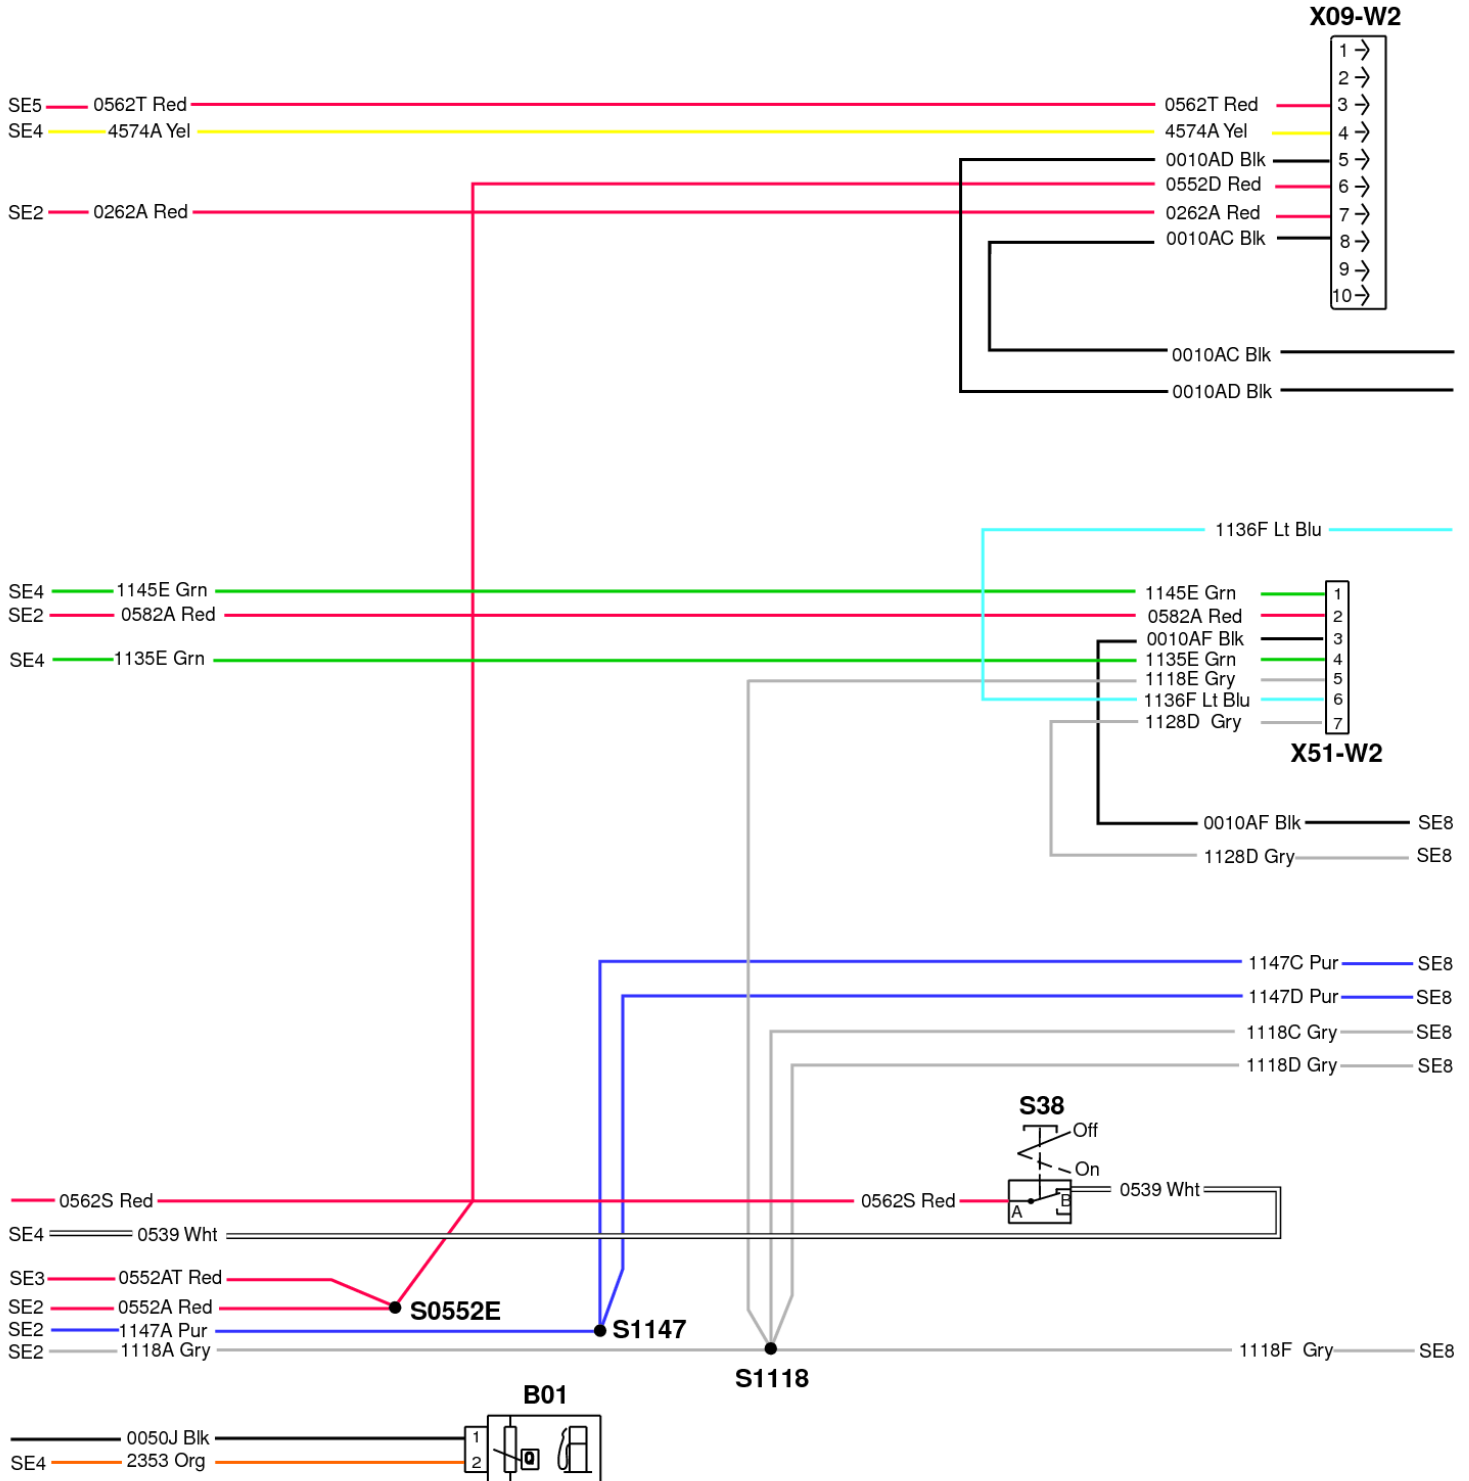 X09-W2
1
2
SE5 0562T Red 0562T Red 3
SE4 4574A Yel 4574A Yel 4
0010AD Blk 5
0552D Red 6
SE2 0262A Red 0262A Red 7
0010AC Blk 8
9
10
0010AC Blk
0010AD Blk
1136F Lt Blu
SE4 1145E Grn 1145E Grn 1
SE2 0582A Red 0582A Red 2
0010AF Blk 3
SE4 1135E Grn 1135E Grn 4
1118E Gry 5
1136F Lt Blu 6
1128D Gry 7
X51-W2
0010AF Blk SE8
1128D Gry SE8
1147C Pur SE8
1147D Pur SE8
1118C Gry SE8
1118D Gry SE8
S38
Off
On
0562S Red 0562S Red A B 0539 Wht
SE4 0539 Wht
SE3 0552AT Red
SE2 0552A Red S0552E
SE2 1147A Pur S1147
SE2 1118A Gry 1118F Gry SE8
S1118
B01
0050J Blk 1
SE4 2353 Org 2
Q